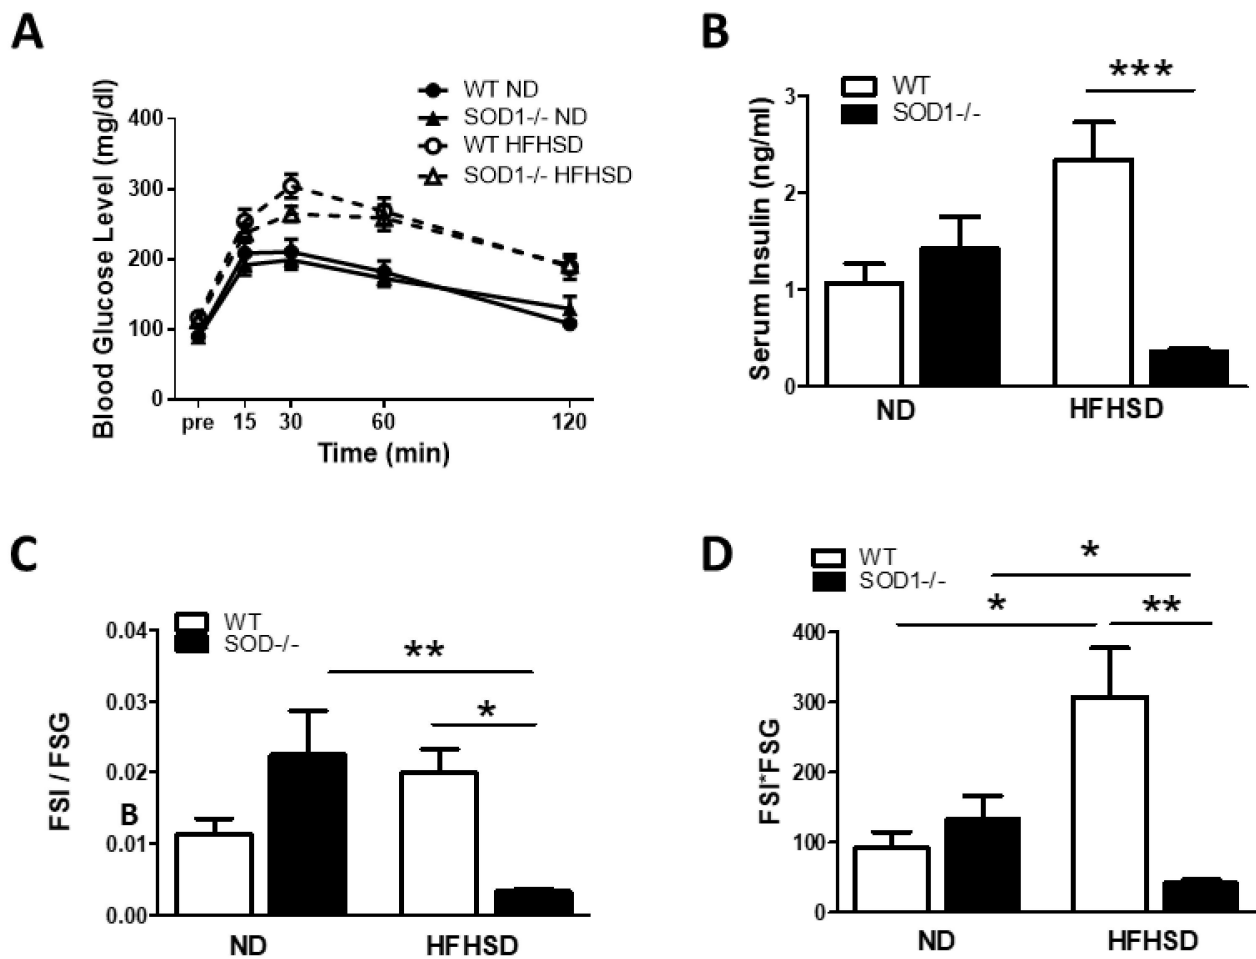 A
Blood Glucose Level (mg/dl)
400
300
200
100
0
WT ND
SOD1-/- ND
WT HFHSD
SOD1-/- HFHSD
pre 15 30 60 120
Time (min)
B
WT
SOD1-/-
***
Serum Insulin (ng/ml)
3
2
1
0
ND HFHSD
C
WT
SOD-/-
**
*
FSI / FSG
0.04
0.03
0.02
B
0.01
0.00
ND HFHSD
D
WT
SOD1-/-
*
* **
FSI*FSG
400
300
200
100
0
ND HFHSD